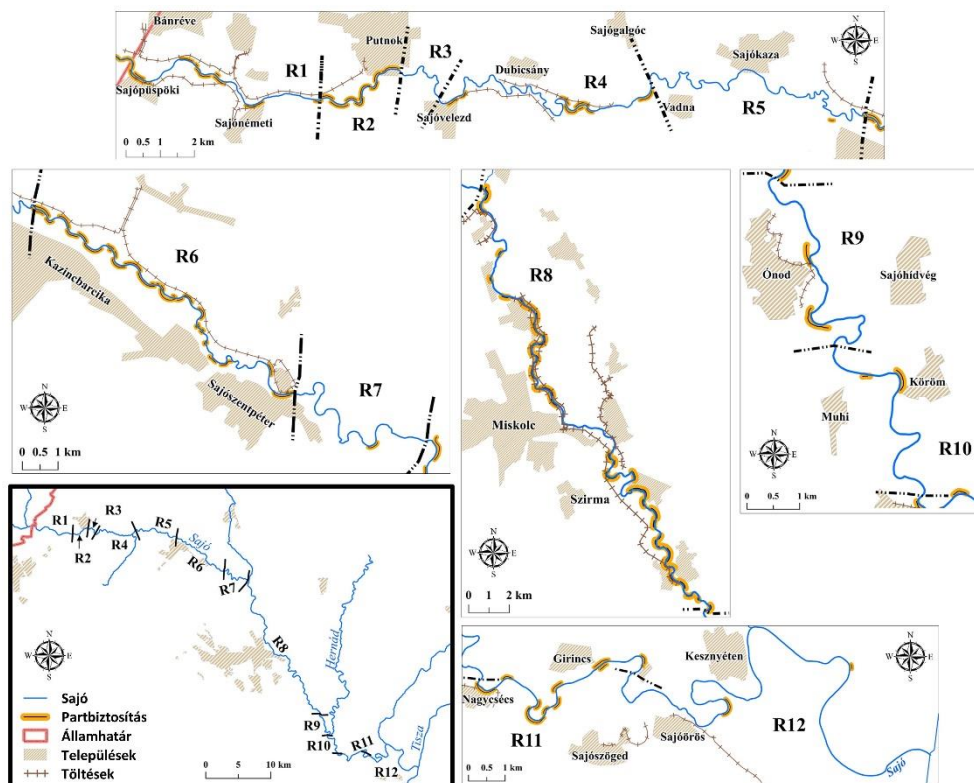 Bánréve
Sajópüspöki
Sajónémeti
R1
R2
Putnok
R3
Sajóvelezd
Dubicsány
R4
Sajógalgóc
Vadna
Sajókaza
R5
N
W E
S
0 0.5 1 2 km
R6
Kazincbarcika
Sajószentpéter
R7
N
W E
S
0 0.5 1 km
R8
Miskolc
Szirma
N
W E
S
0 1 2 km
R9
Ónod
Sajóhídvég
Köröm
Muhi
R10
N
W E
S
0 0.5 1 km
R1
R2
R3
R4
R5
Sajó
R6
R7
R8
Hernád
R9
R10
R11
R12
Tisza
N
W E
S
Sajó
Partbiztosítás
Államhatár
Települések
Töltések
0 5 10 km
Nagycsécs
Girincs
R11
Sajószöged
Sajóörös
Kesznyéten
R12
Sajó
N
W E
S
0 0.5 1 km